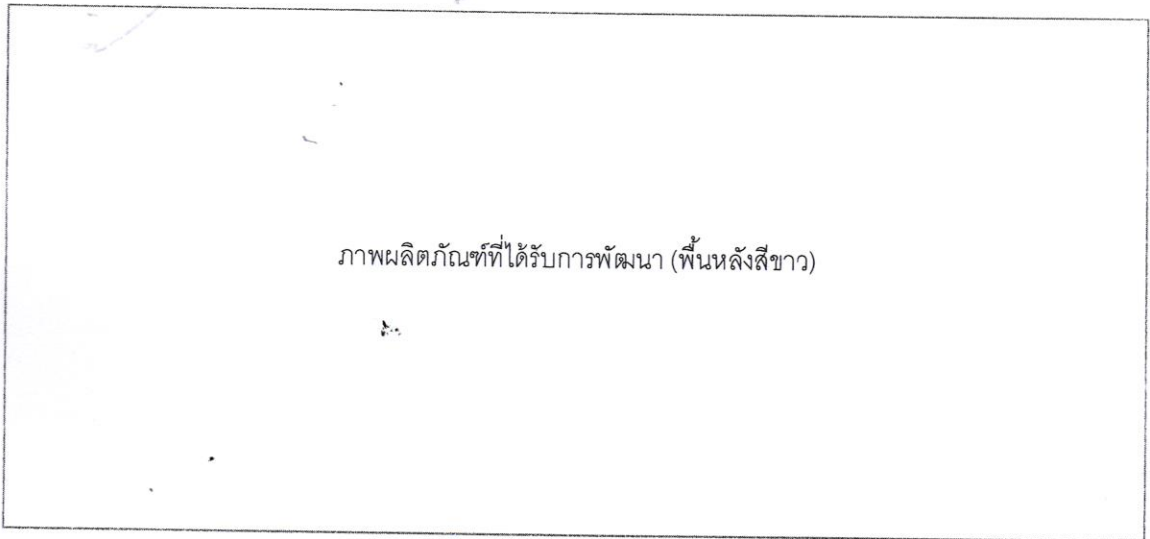 ภาพผลิตภัณฑ์ที่ได้รับการพัฒนา (พื้นหลังสีขาว)